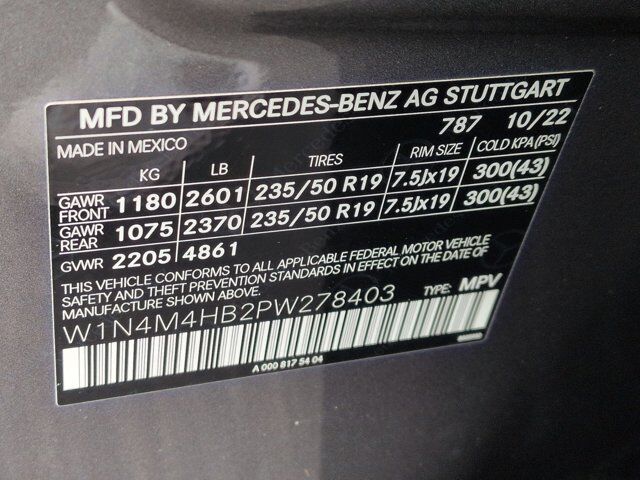 MFD BY MERCEDES-BENZ AG STUTTGART
787 10/22
MADE IN MEXICO
KG LB TIRES RIM SIZE COLD KPA (PSI)
GAWR FRONT 1180 2601 235/50 R19 7.5Jx19 300(43)
GAWR REAR 1075 2370 235/50 R19 7.5Jx19 300(43)
GVWR 2205 4861
THIS VEHICLE CONFORMS TO ALL APPLICABLE FEDERAL MOTOR VEHICLE
SAFETY AND THEFT PREVENTION STANDARDS IN EFFECT ON THE DATE OF
MANUFACTURE SHOWN ABOVE.
W1N4M4HB2PW278403 TYPE: MPV
A 000 817 54 04